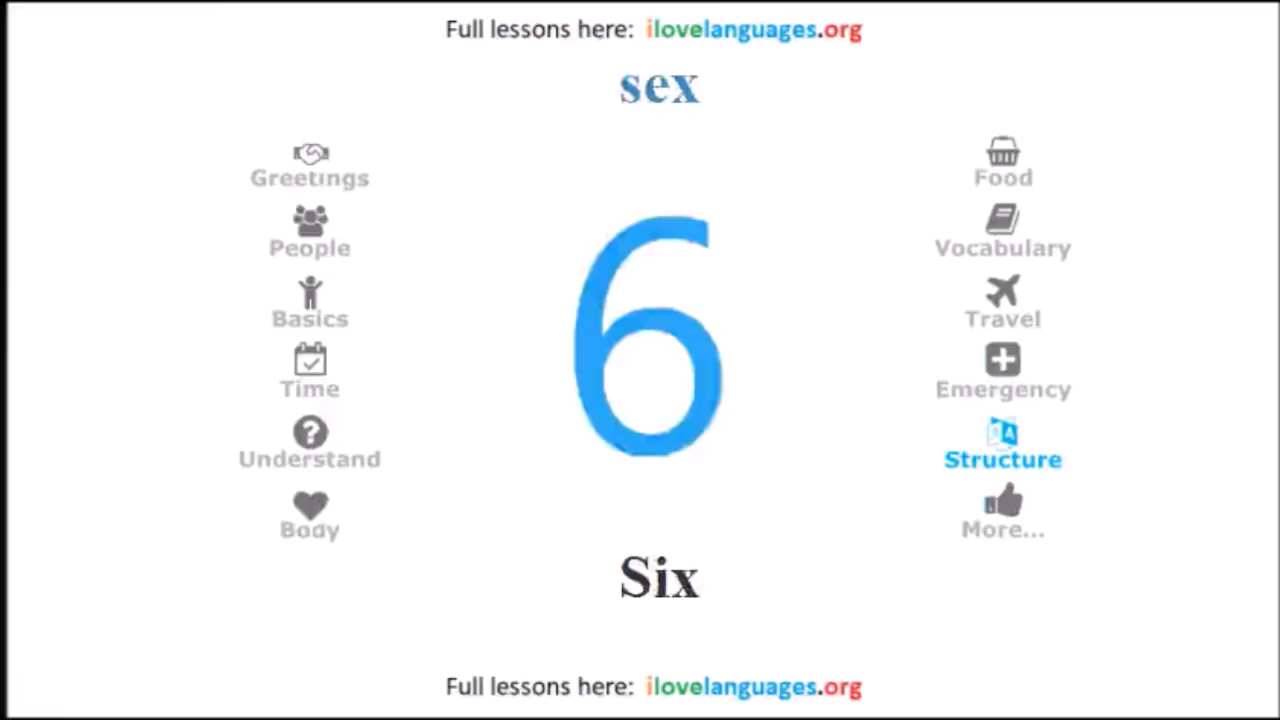 Full lessons here: ilovelanguages.org
sex
Greetings
People
Basics
Time
Understand
Body
6
Food
Vocabulary
Travel
Emergency
Structure
More...
Six
Full lessons here: ilovelanguages.org